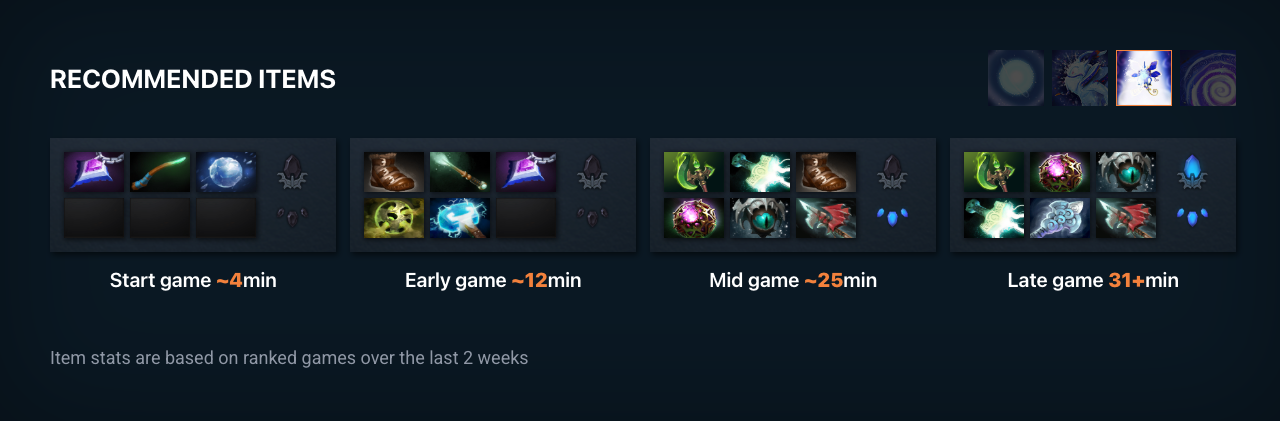 RECOMMENDED ITEMS
Start game ~4min
Early game ~12min
Mid game ~25min
Late game 31+min
Item stats are based on ranked games over the last 2 weeks